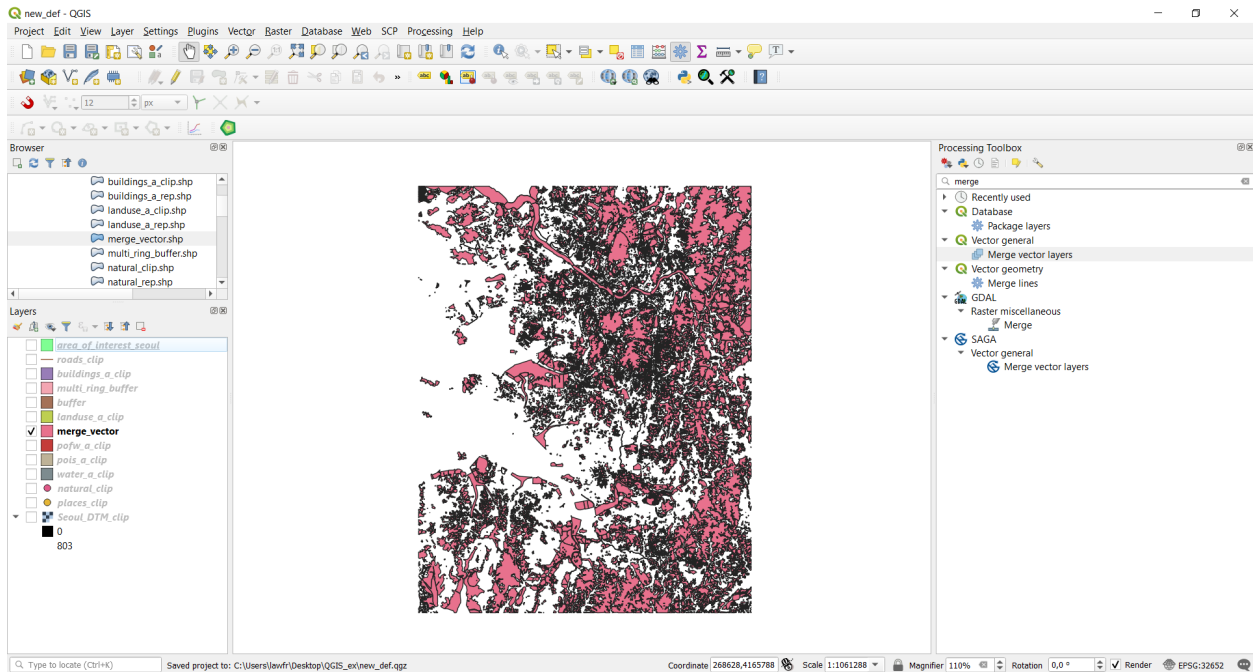 new_def - QGIS
Project Edit View Layer Settings Plugins Vector Raster Database Web SCP Processing Help
abc
ab
12 px
Browser
buildings_a_clip.shp
buildings_a_rep.shp
landuse_a_clip.shp
landuse_a_rep.shp
merge_vector.shp
multi_ring_buffer.shp
natural_clip.shp
natural_rep.shp
Layers
area_of_interest_seoul
roads_clip
buildings_a_clip
multi_ring_buffer
buffer
landuse_a_clip
merge_vector
pofw_a_clip
pois_a_clip
water_a_clip
natural_clip
places_clip
Seoul_DTM_clip
0
803
Processing Toolbox
merge
Recently used
Database
Package layers
Vector general
Merge vector layers
Vector geometry
Merge lines
GDAL
Raster miscellaneous
Merge
SAGA
Vector general
Merge vector layers
Type to locate (Ctrl+K) Saved project to: C:\Users\lawfr\Desktop\QGIS_ex\new_def.qgz Coordinate 268628,4165788 Scale 1:1061288 Magnifier 110% Rotation 0,0 ° Render EPSG:32652